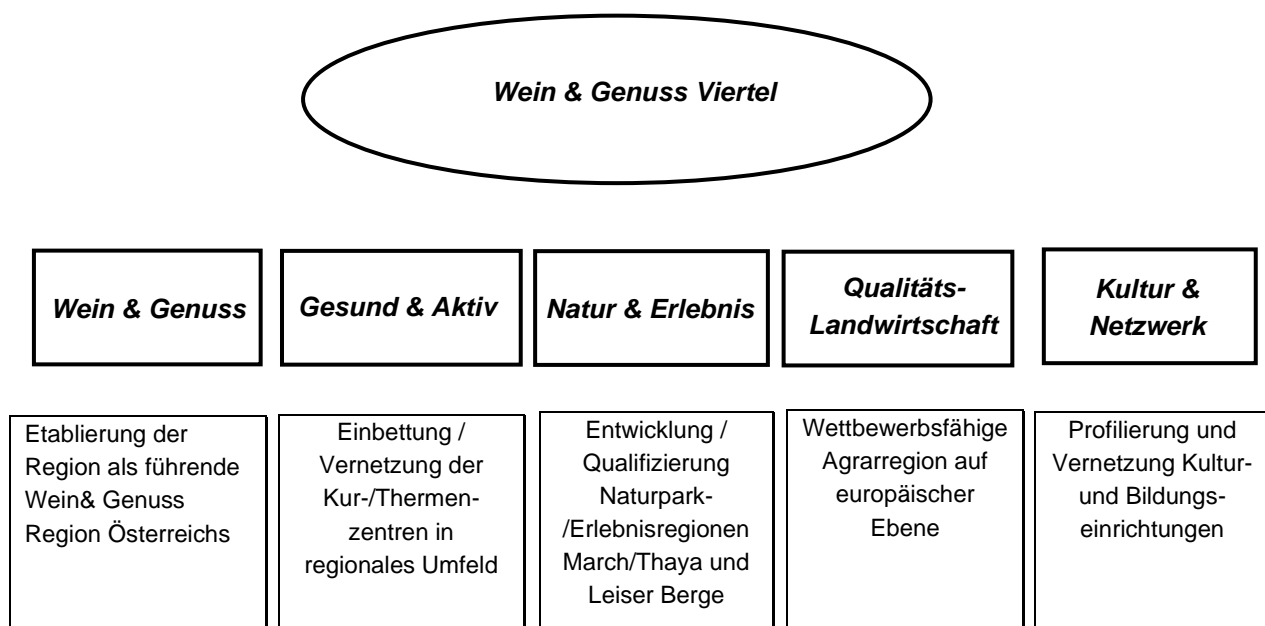 Wein & Genuss Viertel
Wein & Genuss
Gesund & Aktiv
Natur & Erlebnis
Qualitäts-
Landwirtschaft
Kultur &
Netzwerk
Etablierung der
Region als führende
Wein& Genuss
Region Österreichs
Einbettung /
Vernetzung der
Kur-/Thermen-
zentren in
regionales Umfeld
Entwicklung /
Qualifizierung
Naturpark-
/Erlebnisregionen
March/Thaya und
Leiser Berge
Wettbewerbsfähige
Agrarregion auf
europäischer
Ebene
Profilierung und
Vernetzung Kultur-
und Bildungs-
einrichtungen